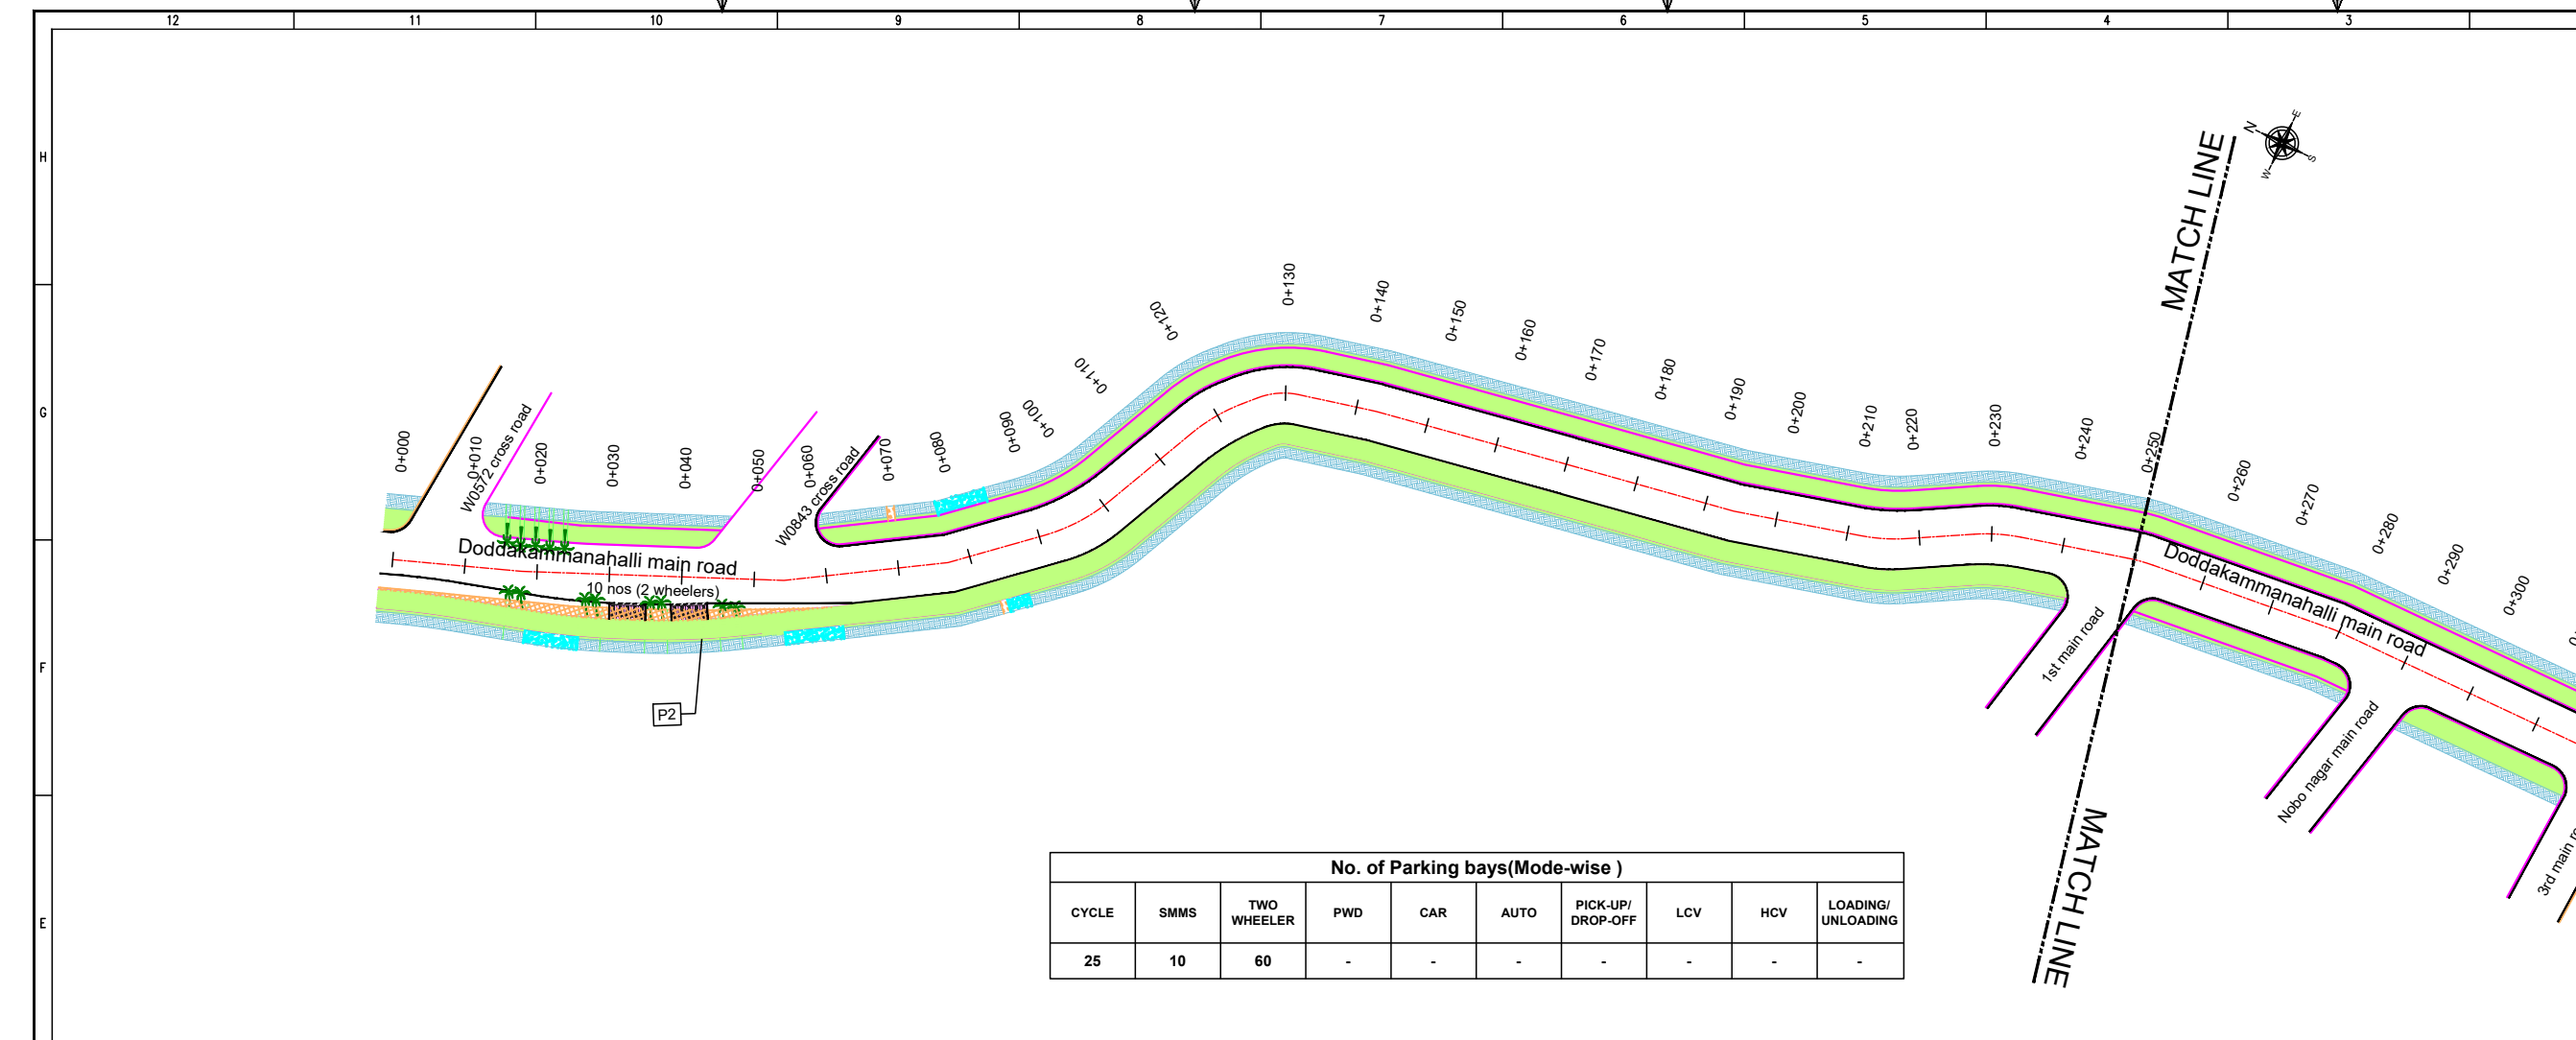 12 11 10 9 8 7 6 5 4 3
H
G
F
E
N
E
S
W
MATCH LINE
0+000
0+010
W0572 cross road
0+020
0+030
0+040
0+050
0+060
W0843 cross road
0+070
0+080
0+090
0+100
0+110
0+120
0+130
0+140
0+150
0+160
0+170
0+180
0+190
0+200
0+210
0+220
0+230
0+240
0+250
0+260
0+270
0+280
0+290
0+300
Doddakammanahalli main road
10 nos (2 wheelers)
P2
Doddakammanahalli main road
1st main road
Nobo nagar main road
3rd main
MATCH LINE
No. of Parking bays(Mode-wise )
CYCLE SMMS TWO WHEELER PWD CAR AUTO PICK-UP/ DROP-OFF LCV HCV LOADING/ UNLOADING
25 10 60 - - - - - - -